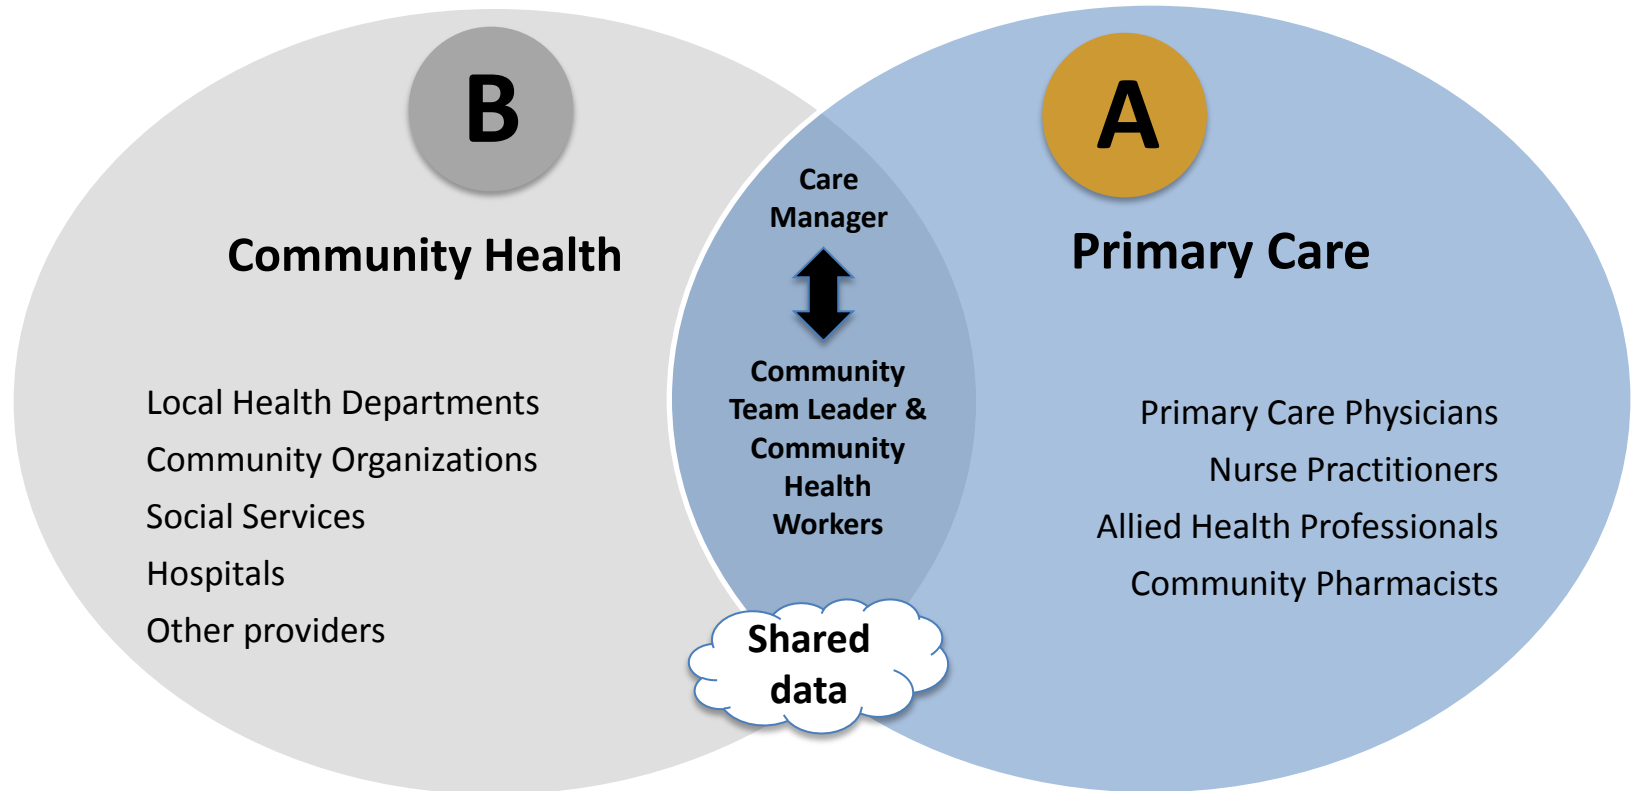 B
Community Health
Local Health Departments
Community Organizations
Social Services
Hospitals
Other providers
Care
Manager
Community
Team Leader &
Community
Health
Workers
Shared
data
A
Primary Care
Primary Care Physicians
Nurse Practitioners
Allied Health Professionals
Community Pharmacists